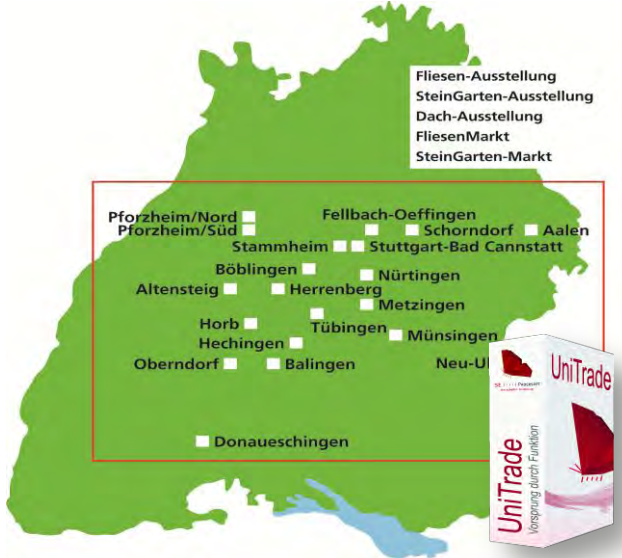 Fliesen-Ausstellung
SteinGarten-Ausstellung
Dach-Ausstellung
FliesenMarkt
SteinGarten-Markt
Pforzheim/Nord
Fellbach-Oeffingen
Pforzheim/Süd
Schorndorf
Aalen
Stammheim
Stuttgart-Bad Cannstatt
Böblingen
Nürtingen
Altensteig
Herrenberg
Metzingen
Horb
Tübingen
Münsingen
Hechingen
Oberndorf
Balingen
Neu-Ul
Donaueschingen
UniTrade
UniTrade
Vorsprung durch Funktion